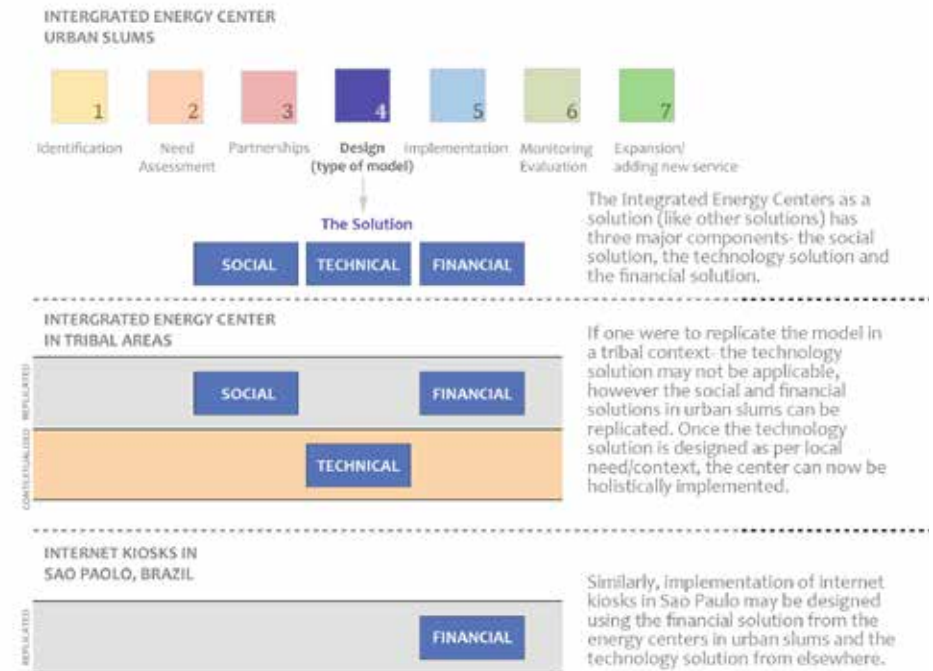 INTERGRATED ENERGY CENTER
URBAN SLUMS
1
2
3
4
5
6
7
Identification
Need
Assessment
Partnerships
Design
(type of model)
Implementation
Monitoring
Evaluation
Expansion/
adding new service
The Solution
SOCIAL
TECHNICAL
FINANCIAL
The Integrated Energy Centers as a
solution (like other solutions) has
three major components- the social
solution, the technology solution and
the financial solution.
INTERGRATED ENERGY CENTER
IN TRIBAL AREAS
REPLICATED
SOCIAL
FINANCIAL
CONTEXTUALISED
TECHNICAL
If one were to replicate the model in
a tribal context- the technology
solution may not be applicable,
however the social and financial
solutions in urban slums can be
replicated. Once the technology
solution is designed as per local
need/context, the center can now be
holistically implemented.
INTERNET KIOSKS IN
SAO PAOLO, BRAZIL
REPLICATED
FINANCIAL
Similarly, implementation of internet
kiosks in Sao Paulo may be designed
using the financial solution from the
energy centers in urban slums and the
technology solution from elsewhere.